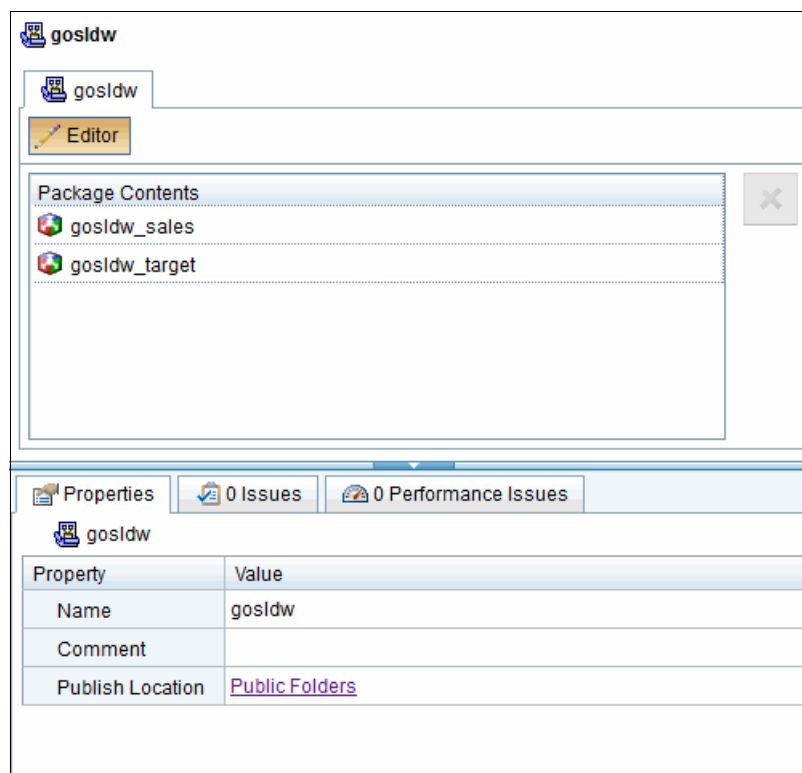 gosldw
gosldw
Editor
Package Contents
gosldw_sales
gosldw_target
Properties
0 Issues
0 Performance Issues
gosldw
Property Value
Name gosldw
Comment
Publish Location Public Folders